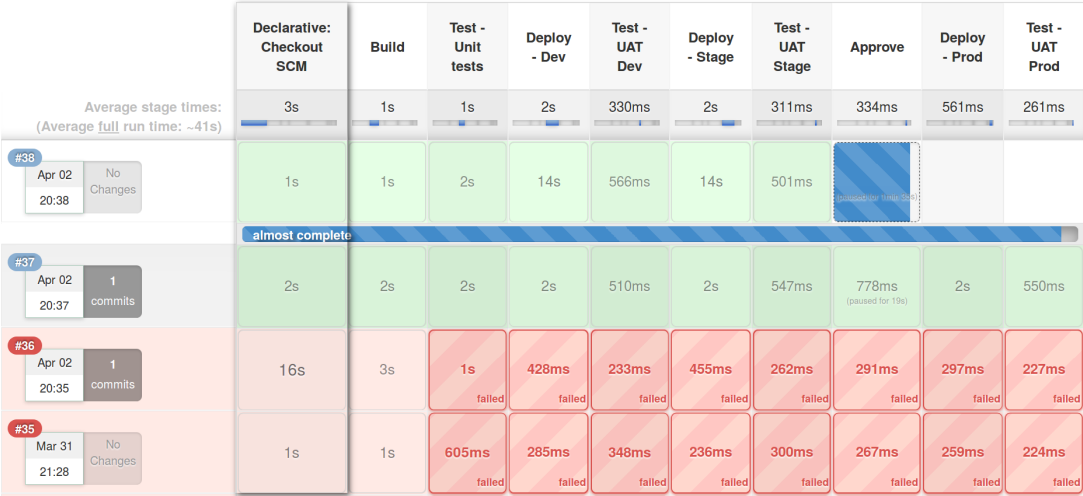 Declarative:
Checkout
SCM
Build
Test -
Unit
tests
Deploy
- Dev
Test -
UAT
Dev
Deploy
- Stage
Test -
UAT
Stage
Approve
Deploy
- Prod
Test -
UAT
Prod
Average stage times:
(Average full run time: ~41s)
3s
1s
1s
2s
330ms
2s
311ms
334ms
561ms
261ms
#38
Apr 02
20:38
No
Changes
1s
1s
2s
14s
566ms
14s
501ms
almost complete
#37
Apr 02
20:37
1
commits
2s
2s
2s
2s
510ms
2s
547ms
778ms
(paused for 19s)
2s
550ms
#36
Apr 02
20:35
1
commits
16s
3s
1s
failed
428ms
failed
233ms
failed
455ms
failed
262ms
failed
291ms
failed
297ms
failed
227ms
failed
#35
Mar 31
21:28
No
Changes
1s
1s
605ms
failed
285ms
failed
348ms
failed
236ms
failed
300ms
failed
267ms
failed
259ms
failed
224ms
failed